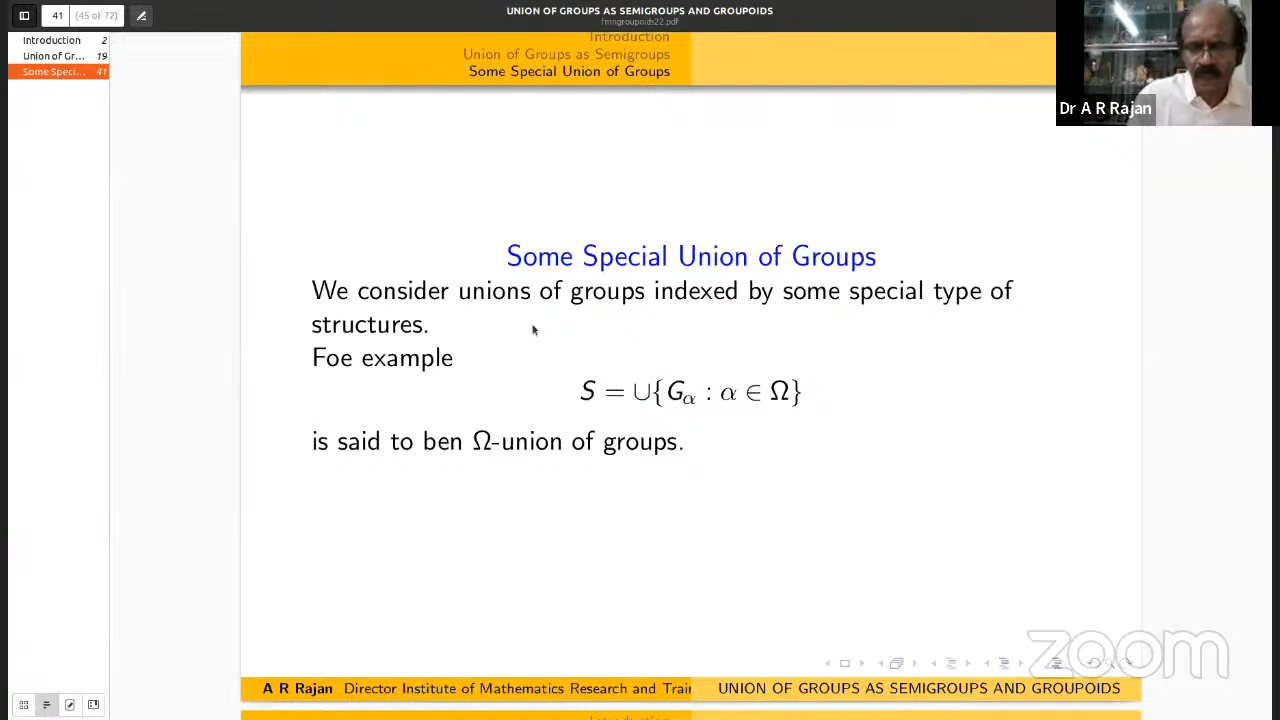 UNION OF GROUPS AS SEMIGROUPS AND GROUPOIDS
fmngroupoids22.pdf
41 (45 of 72)
Introduction 2
Union of Gr... 19
Some Speci... 41
Introduction
Union of Groups as Semigroups
Some Special Union of Groups
Dr A R Rajan
Some Special Union of Groups
We consider unions of groups indexed by some special type of
structures.
Foe example
S = ∪{Gα : α ∈ Ω}
is said to ben Ω-union of groups.
zoom
A R Rajan Director Institute of Mathematics Research and Trai UNION OF GROUPS AS SEMIGROUPS AND GROUPOIDS